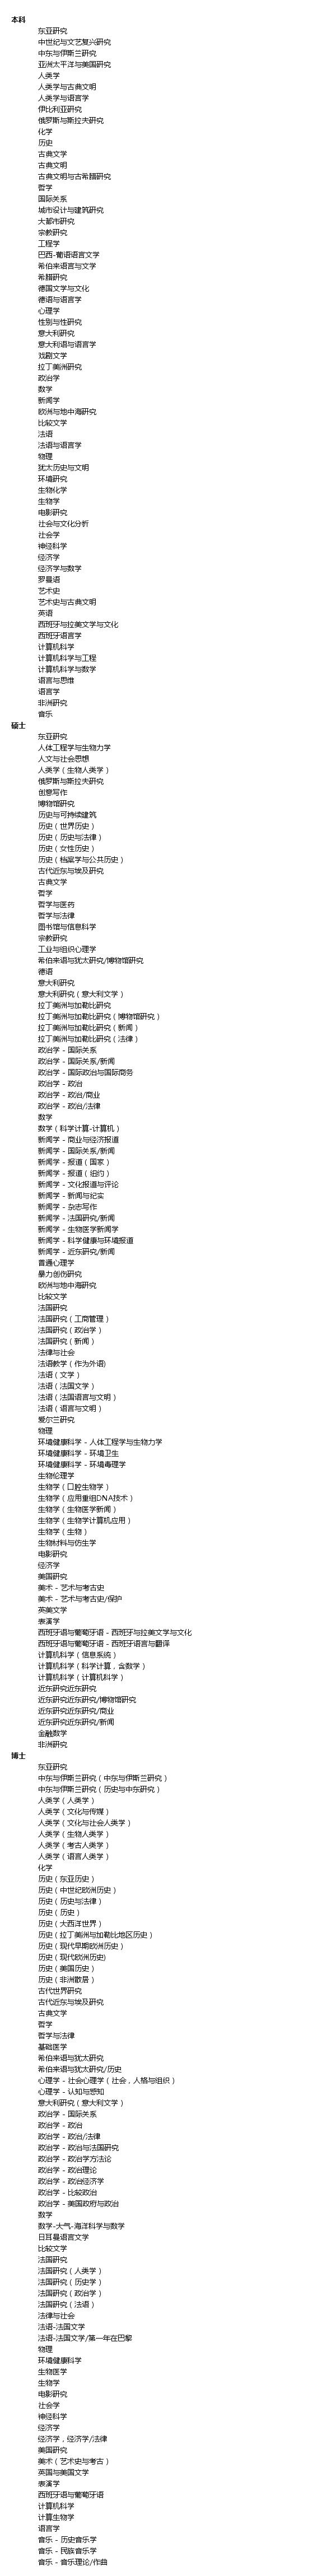 本科
东亚研究
中世纪与文艺复兴研究
中东与伊斯兰研究
亚洲太平洋与美国研究
人类学
人类学与古典文明
人类学与语言学
伊比利亚研究
俄罗斯与斯拉夫研究
化学
历史
古典文学
古典文明
古典文明与古希腊研究
哲学
国际关系
城市设计与建筑研究
大都市研究
宗教研究
工程学
巴西-葡语语言文学
希伯来语言与文学
希腊研究
德国文学与文化
德语与语言学
心理学
性别与性研究
意大利研究
意大利语与语言学
戏剧文学
拉丁美洲研究
政治学
数学
新闻学
欧洲与地中海研究
比较文学
法语
法语与语言学
物理
犹太历史与文明
环境研究
生物化学
生物学
电影研究
社会与文化分析
社会学
神经科学
经济学
经济学与数学
罗曼语
艺术史
艺术史与古典文明
英语
西班牙与拉美文学与文化
西班牙语言学
计算机科学
计算机科学与工程
计算机科学与数学
语言与思维
语言学
非洲研究
音乐
硕士
东亚研究
人体工程学与生物力学
人文与社会思想
人类学（生物人类学）
俄罗斯与斯拉夫研究
创意写作
博物馆研究
历史与可持续建筑
历史（世界历史）
历史（历史与法律）
历史（女性历史）
历史（档案学与公共历史）
古代近东与埃及研究
古典文学
哲学
哲学与医药
哲学与法律
图书馆与信息科学
宗教研究
工业与组织心理学
希伯来语与犹太研究/博物馆研究
德语
意大利研究
意大利研究（意大利文学）
拉丁美洲与加勒比研究
拉丁美洲与加勒比研究（博物馆研究）
拉丁美洲与加勒比研究（新闻）
拉丁美洲与加勒比研究（法律）
政治学 - 国际关系
政治学 - 国际关系/新闻
政治学 - 国际政治与国际商务
政治学 - 政治
政治学 - 政治/商业
政治学 - 政治/法律
数学
数学（科学计算-计算机）
新闻学 - 商业与经济报道
新闻学 - 国际关系/新闻
新闻学 - 报道（国家）
新闻学 - 报道（纽约）
新闻学 - 文化报道与评论
新闻学 - 新闻与纪实
新闻学 - 杂志写作
新闻学 - 法国研究/新闻
新闻学 - 生物医学新闻学
新闻学 - 科学健康与环境报道
新闻学 - 近东研究/新闻
普通心理学
暴力创伤研究
欧洲与地中海研究
比较文学
法国研究
法国研究（工商管理）
法国研究（政治学）
法国研究（新闻）
法律与社会
法语教学（作为外语）
法语（文学）
法语（法国文学）
法语（法国语言与文明）
法语（语言与文明）
爱尔兰研究
物理
环境健康科学 - 人体工程学与生物力学
环境健康科学 - 环境卫生
环境健康科学 - 环境毒理学
生物伦理学
生物学（口腔生物学）
生物学（应用重组DNA技术）
生物学（生物医学新闻）
生物学（生物学计算机应用）
生物学（生物）
生物材料与仿生学
电影研究
经济学
美国研究
美术 - 艺术与考古史
美术 - 艺术与考古史/保护
英美文学
表演学
西班牙语与葡萄牙语 - 西班牙与拉美文学与文化
西班牙语与葡萄牙语 - 西班牙语言与翻译
计算机科学（信息系统）
计算机科学（科学计算，含数学）
计算机科学（计算机科学）
近东研究近东研究
近东研究近东研究/博物馆研究
近东研究近东研究/商业
近东研究近东研究/新闻
金融数学
非洲研究
博士
东亚研究
中东与伊斯兰研究（中东与伊斯兰研究）
中东与伊斯兰研究（历史与中东研究）
人类学（人类学）
人类学（文化与传媒）
人类学（文化与社会人类学）
人类学（生物人类学）
人类学（考古人类学）
人类学（语言人类学）
化学
历史（东亚历史）
历史（中世纪欧洲历史）
历史（历史与法律）
历史（历史）
历史（大西洋世界）
历史（拉丁美洲与加勒比地区历史）
历史（现代早期欧洲历史）
历史（现代欧洲历史）
历史（美国历史）
历史（非洲散居）
古代世界研究
古代近东与埃及研究
古典文学
哲学
哲学与法律
基础医学
希伯来语与犹太研究
希伯来语与犹太研究/历史
心理学 - 社会心理学（社会，人格与组织）
心理学 - 认知与感知
意大利研究（意大利文学）
政治学 - 国际关系
政治学 - 政治
政治学 - 政治/法律
政治学 - 政治与法国研究
政治学 - 政治学方法论
政治学 - 政治理论
政治学 - 政治经济学
政治学 - 比较政治
政治学 - 美国政府与政治
数学
数学-大气-海洋科学与数学
日耳曼语言文学
比较文学
法国研究
法国研究（人类学）
法国研究（历史学）
法国研究（政治学）
法国研究（法语）
法律与社会
法语-法国文学
法语-法国文学/第一年在巴黎
物理
环境健康科学
生物医学
生物学
电影研究
社会学
神经科学
经济学
经济学，经济学/法律
美国研究
美术（艺术史与考古）
英国与美国文学
表演学
西班牙语与葡萄牙语
计算机科学
计算生物学
语言学
音乐 - 历史音乐学
音乐 - 民族音乐学
音乐 - 音乐理论/作曲